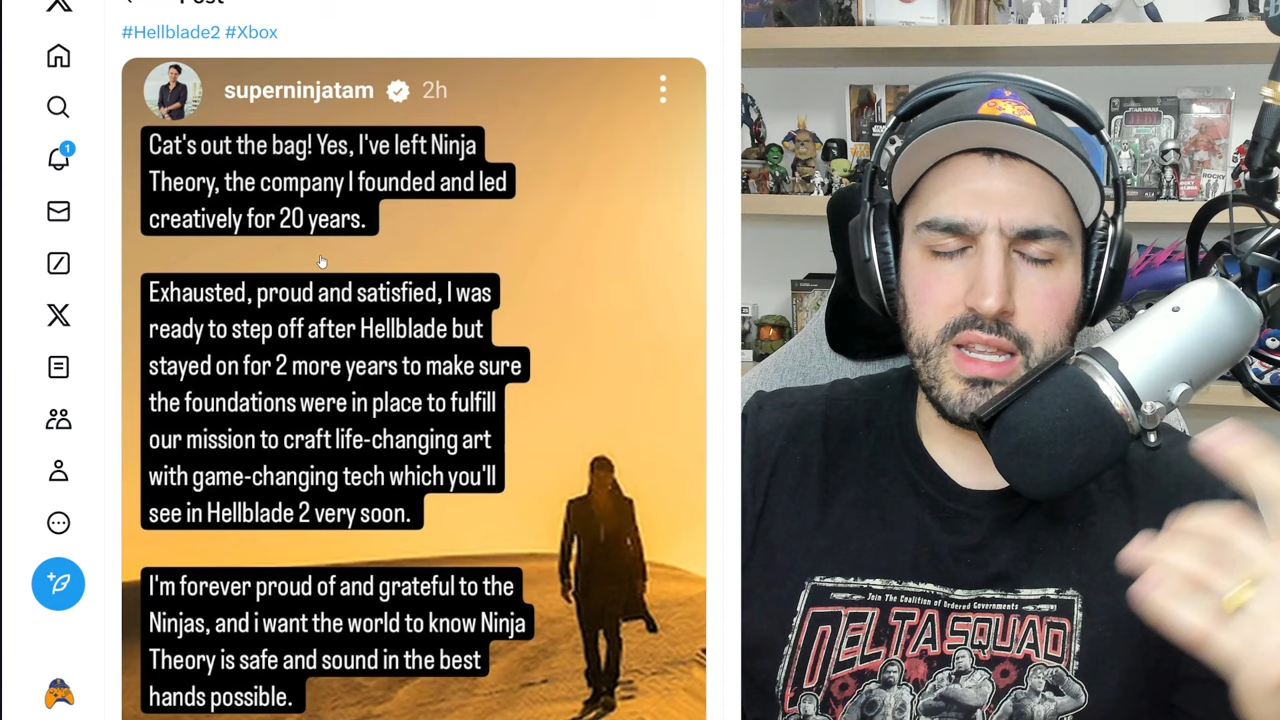 Post
#Hellblade2 #Xbox
superninjatam 2h
1
Cat's out the bag! Yes, I've left Ninja
Theory, the company I founded and led
creatively for 20 years.
Exhausted, proud and satisfied, I was
ready to step off after Hellblade but
stayed on for 2 more years to make sure
the foundations were in place to fulfill
our mission to craft life-changing art
with game-changing tech which you'll
see in Hellblade 2 very soon.
I'm forever proud of and grateful to the
Ninjas, and i want the world to know Ninja
Theory is safe and sound in the best
hands possible.
STAR WARS
ROCKY
Join The Coalition of Ordered Governments
DELTA SQUAD